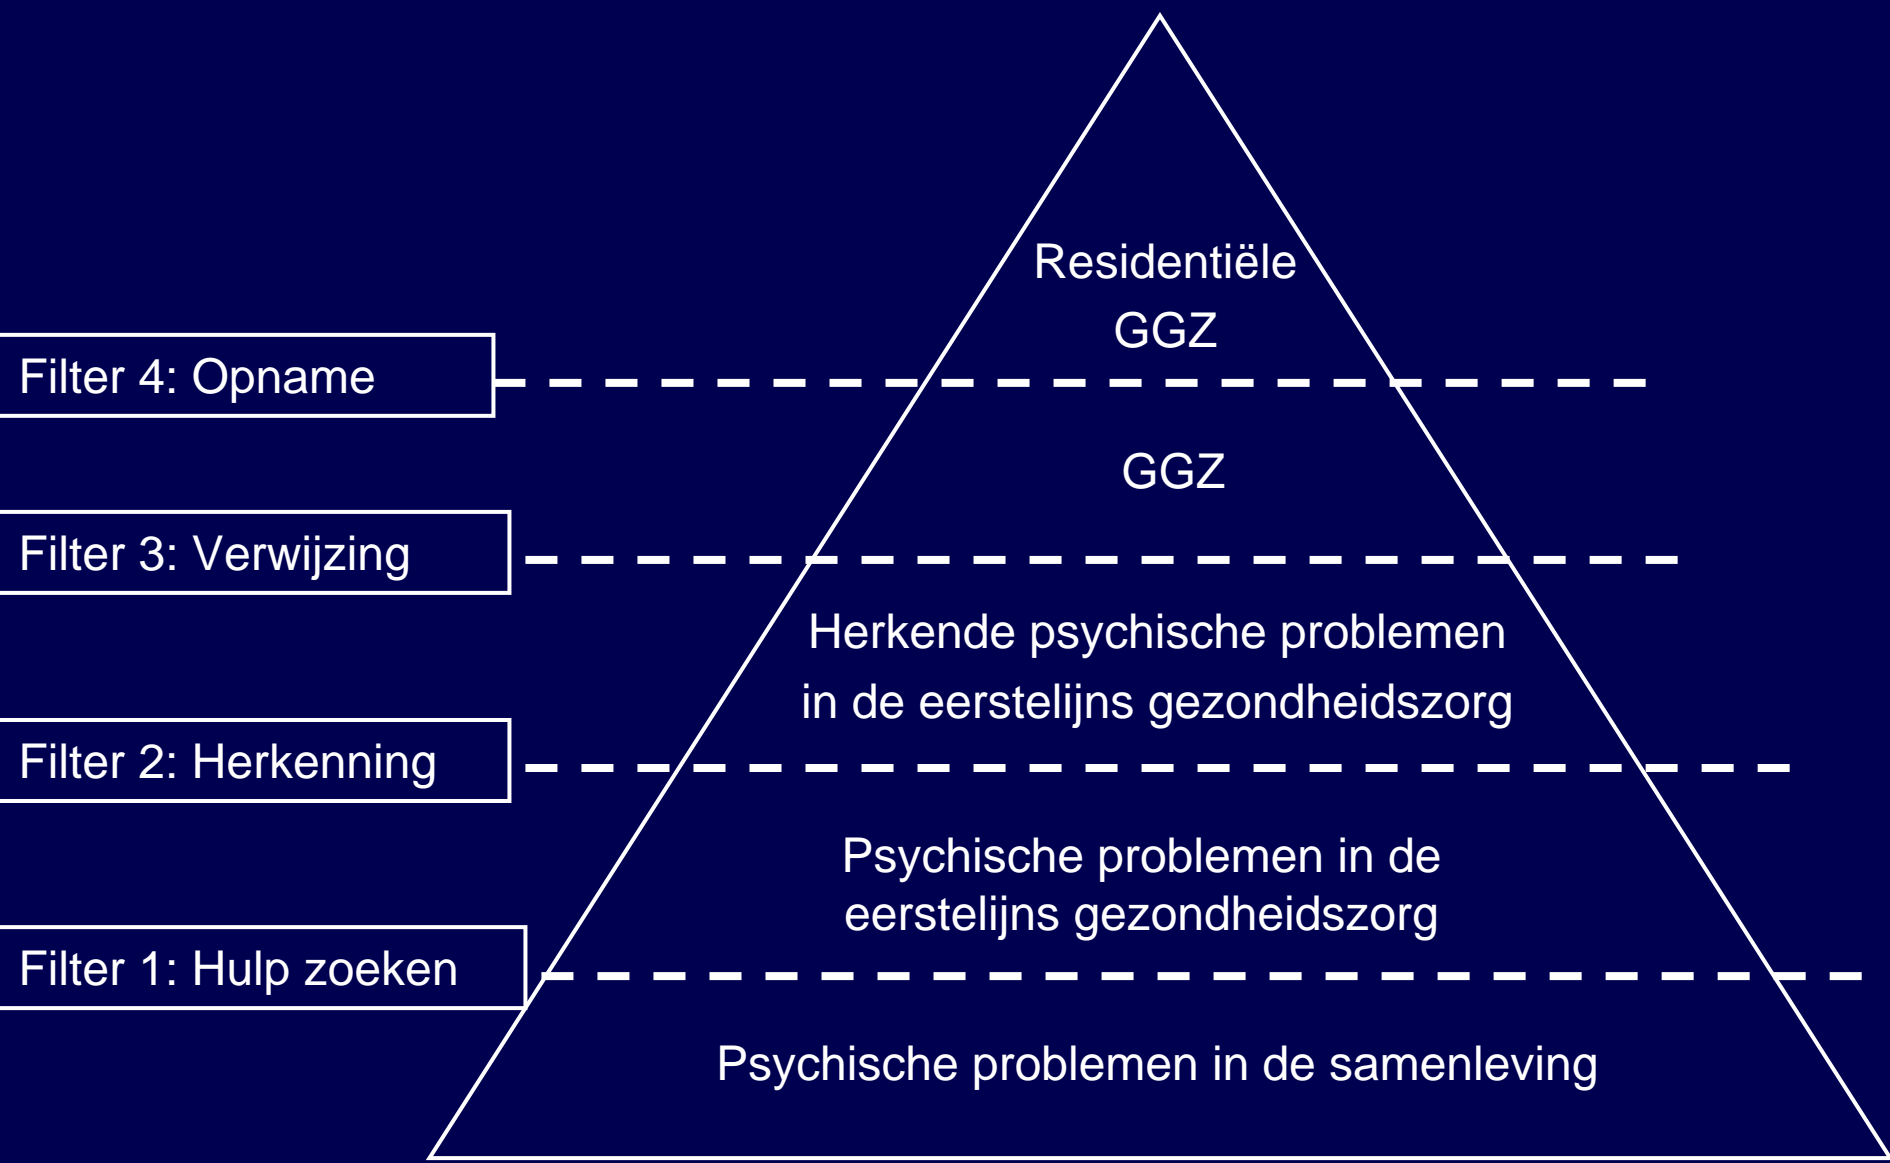 Residentiële
GGZ
Filter 4: Opname
GGZ
Filter 3: Verwijzing
Herkende psychische problemen
in de eerstelijns gezondheidszorg
Filter 2: Herkenning
Psychische problemen in de
eerstelijns gezondheidszorg
Filter 1: Hulp zoeken
Psychische problemen in de samenleving